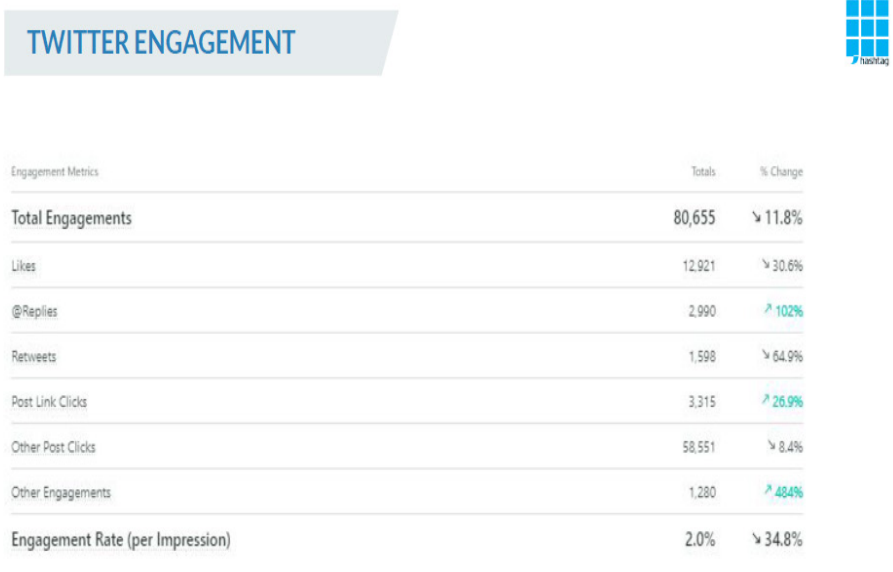 TWITTER ENGAGEMENT
hashtag
Engagement Metrics Totals % Change
Total Engagements 80,655 ↘ 11.8%
Likes 12,921 ↘ 30.6%
@Replies 2,990 ↗ 102%
Retweets 1,598 ↘ 64.9%
Post Link Clicks 3,315 ↗ 26.9%
Other Post Clicks 58,551 ↘ 8.4%
Other Engagements 1,280 ↗ 484%
Engagement Rate (per Impression) 2.0% ↘ 34.8%